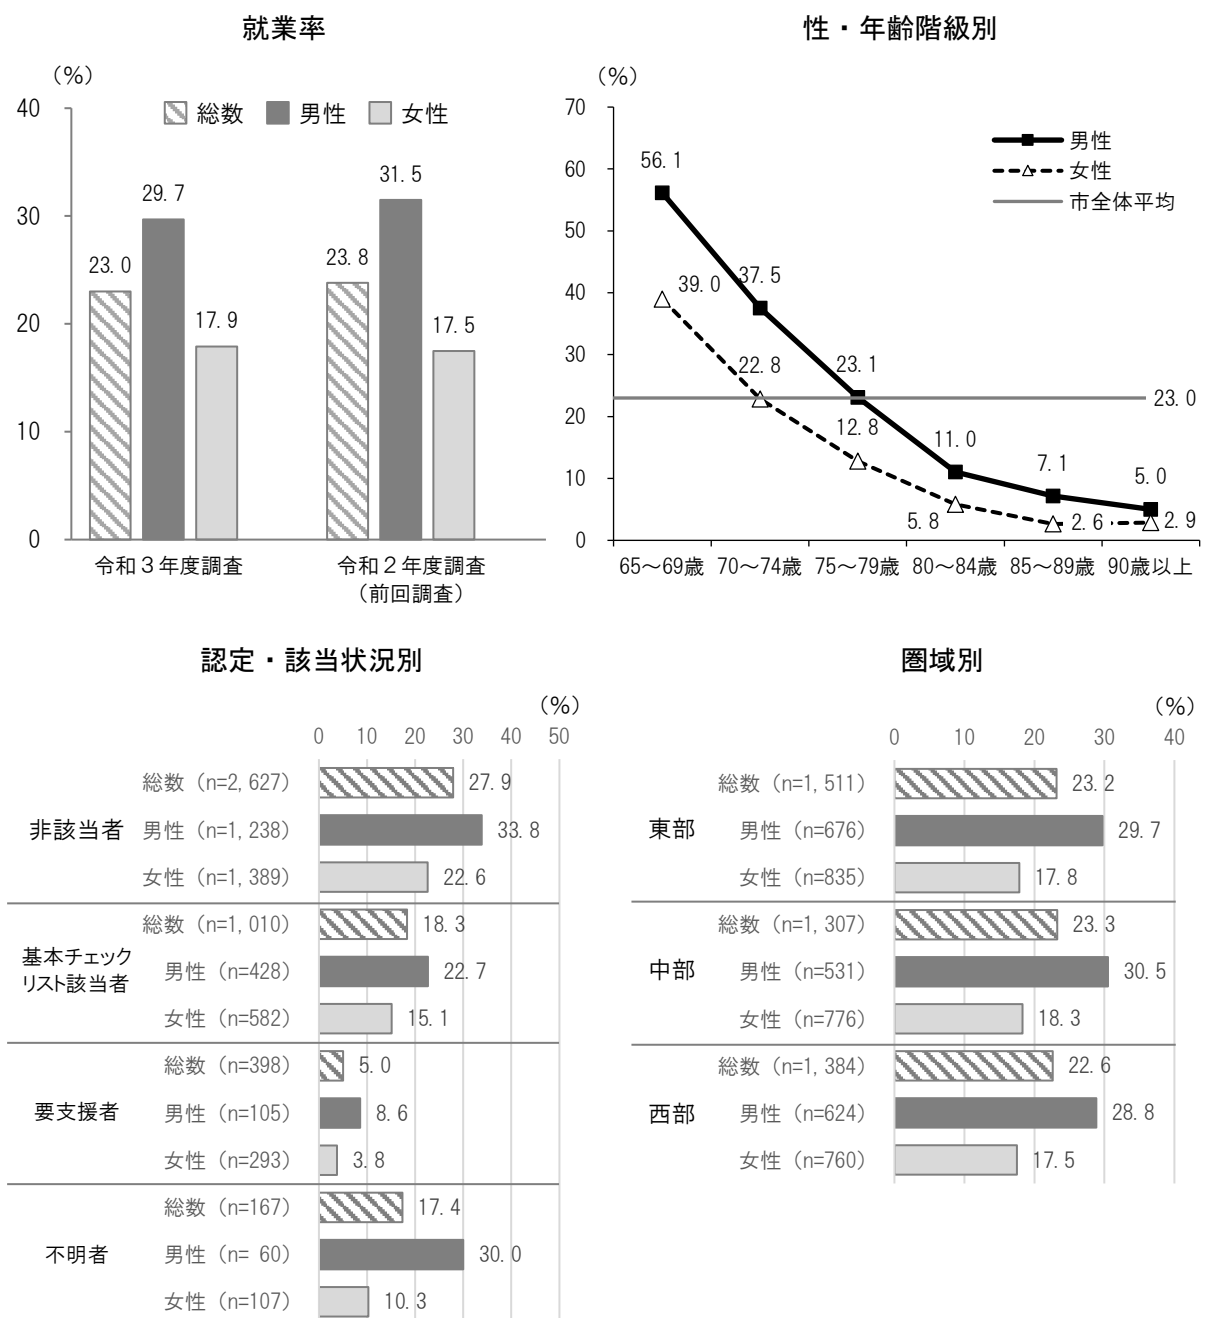 就業率
(%)
総数 男性 女性
40
30
20
10
0
23.0
29.7
17.9
23.8
31.5
17.5
令和3年度調査
令和2年度調査
(前回調査)
性・年齢階級別
(%)
70
60
50
40
30
20
10
0
男性
女性
市全体平均
56.1
37.5
23.1
11.0
7.1
5.0
39.0
22.8
12.8
5.8
2.6
2.9
23.0
65~69歳 70~74歳 75~79歳 80~84歳 85~89歳 90歳以上
認定・該当状況別
(%)
0 10 20 30 40 50
非該当者
総数 (n=2,627) 27.9
男性 (n=1,238) 33.8
女性 (n=1,389) 22.6
基本チェック
リスト該当者
総数 (n=1,010) 18.3
男性 (n=428) 22.7
女性 (n=582) 15.1
要支援者
総数 (n=398) 5.0
男性 (n=105) 8.6
女性 (n=293) 3.8
不明者
総数 (n=167) 17.4
男性 (n= 60) 30.0
女性 (n=107) 10.3
圏域別
(%)
0 10 20 30 40
東部
総数 (n=1,511) 23.2
男性 (n=676) 29.7
女性 (n=835) 17.8
中部
総数 (n=1,307) 23.3
男性 (n=531) 30.5
女性 (n=776) 18.3
西部
総数 (n=1,384) 22.6
男性 (n=624) 28.8
女性 (n=760) 17.5